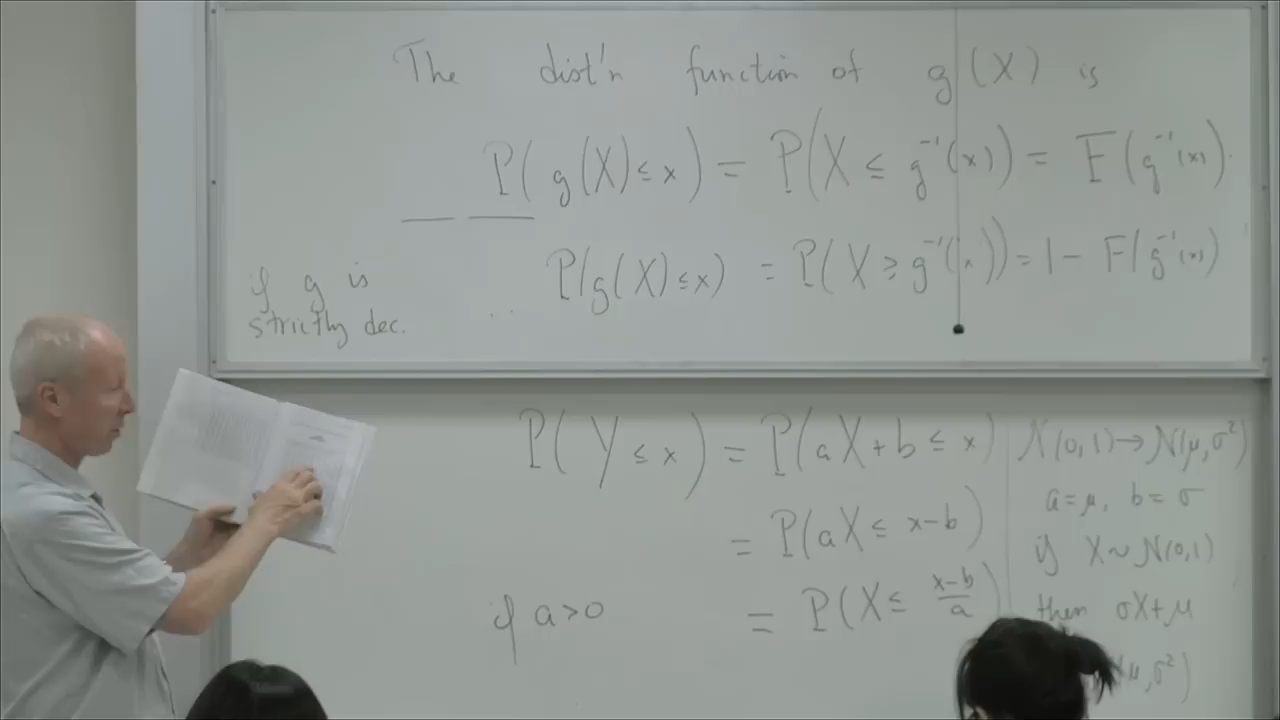 The dist'n function of g(X) is
P(g(X) ≤ x) = P(X ≤ g⁻¹(x)) = F(g⁻¹(x)).
if g is
strictly dec.
P(g(X) ≤ x) = P(X ≥ g⁻¹(x)) = 1 - F(g⁻¹(x))
P(Y ≤ x) = P(aX + b ≤ x)
= P(aX ≤ x-b)
if a>0
= P(X ≤ (x-b)/a)
N(0,1) → N(μ,σ²)
a=μ, b=σ
if X ~ N(0,1)
then σX+μ
μ,σ²)